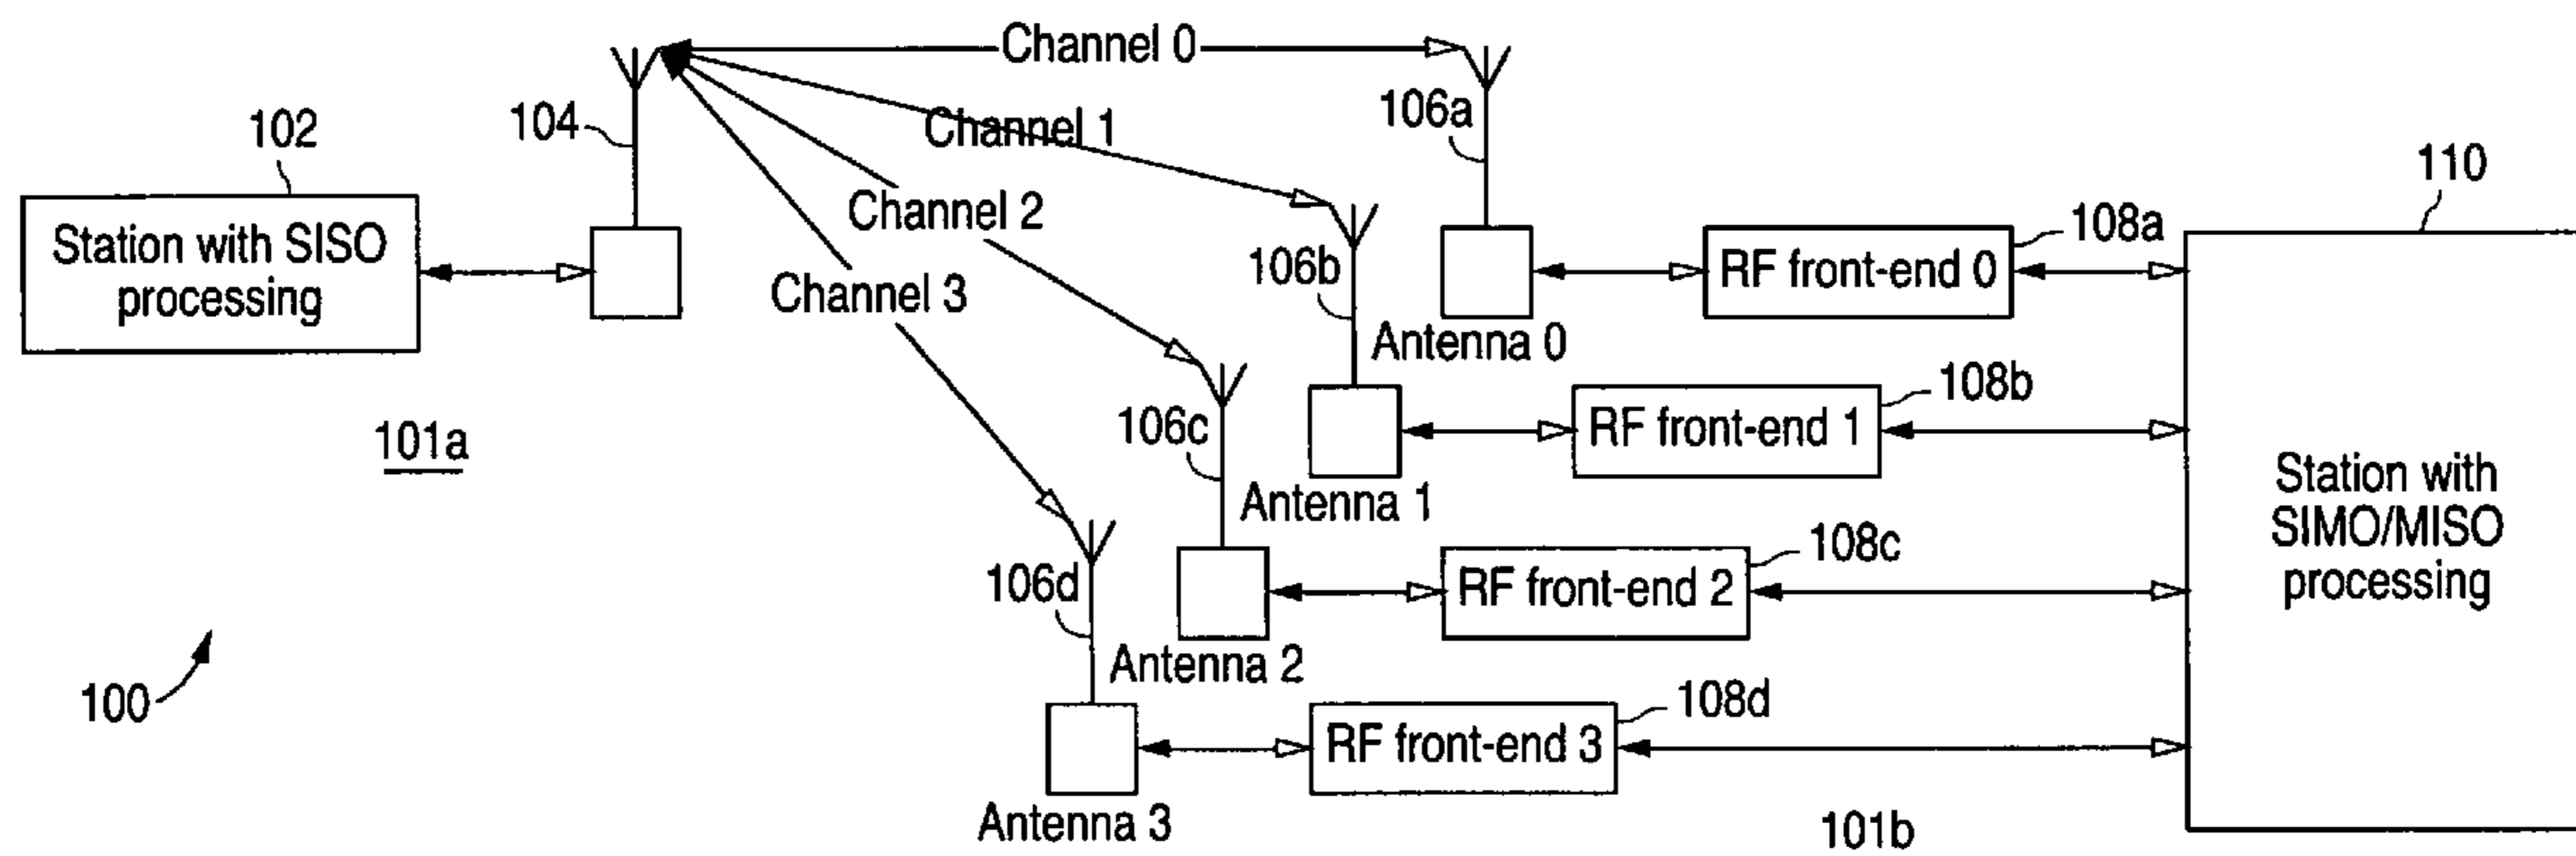 Channel 0
102
104
Channel 1
106a
110
Station with SISO
processing
Channel 2
108a
RF front-end 0
106b
Channel 3
Antenna 0
108b
RF front-end 1
101a
106c
Antenna 1
Station with
SIMO/MISO
processing
108c
RF front-end 2
106d
Antenna 2
100
108d
RF front-end 3
Antenna 3
101b